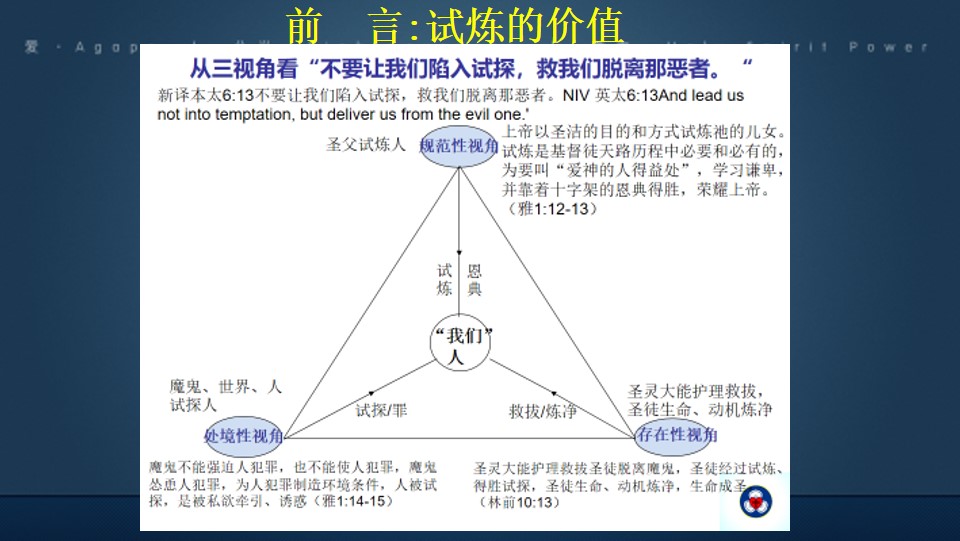 前 言:试炼的价值
爱 · Agape
Spirit Power
从三视角看“不要让我们陷入试探，救我们脱离那恶者。“
新译本太6:13不要让我们陷入试探，救我们脱离那恶者。NIV 英太6:13And lead us
not into temptation, but deliver us from the evil one.'
圣父试炼人
规范性视角
上帝以圣洁的目的和方式试炼祂的儿女。
试炼是基督徒天路历程中必要和必有的，
为要叫“爱神的人得益处”，学习谦卑，
并靠着十字架的恩典得胜，荣耀上帝。
（雅1:12-13）
试炼
恩典
“我们”
人
魔鬼、世界、人
试探人
试探/罪
救拔/炼净
圣灵大能护理救拔，
圣徒生命、动机炼净
处境性视角
存在性视角
魔鬼不能强迫人犯罪，也不能使人犯罪，魔鬼
怂恿人犯罪，为人犯罪制造环境条件，人被试
探，是被私欲牵引、诱惑（雅1:14-15）
圣灵大能护理救拔圣徒脱离魔鬼，圣徒经过试炼、
得胜试探，圣徒生命、动机炼净，生命成圣
（林前10:13）